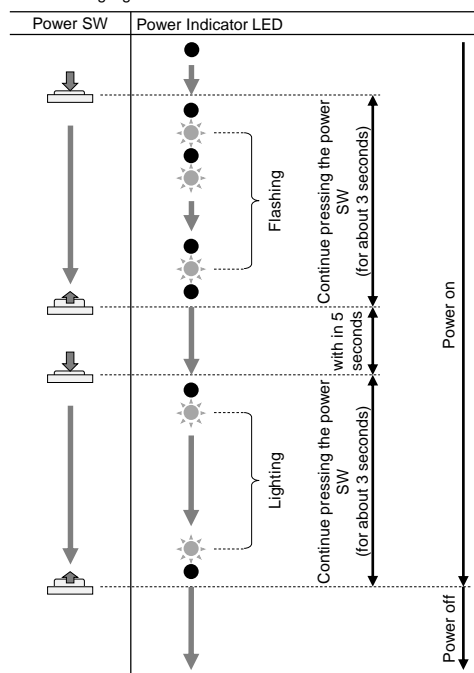 Power SW
Power Indicator LED
Flashing
Continue pressing the power
SW
(for about 3 seconds)
with in 5
seconds
Power on
Lighting
Continue pressing the power
SW
(for about 3 seconds)
Power off